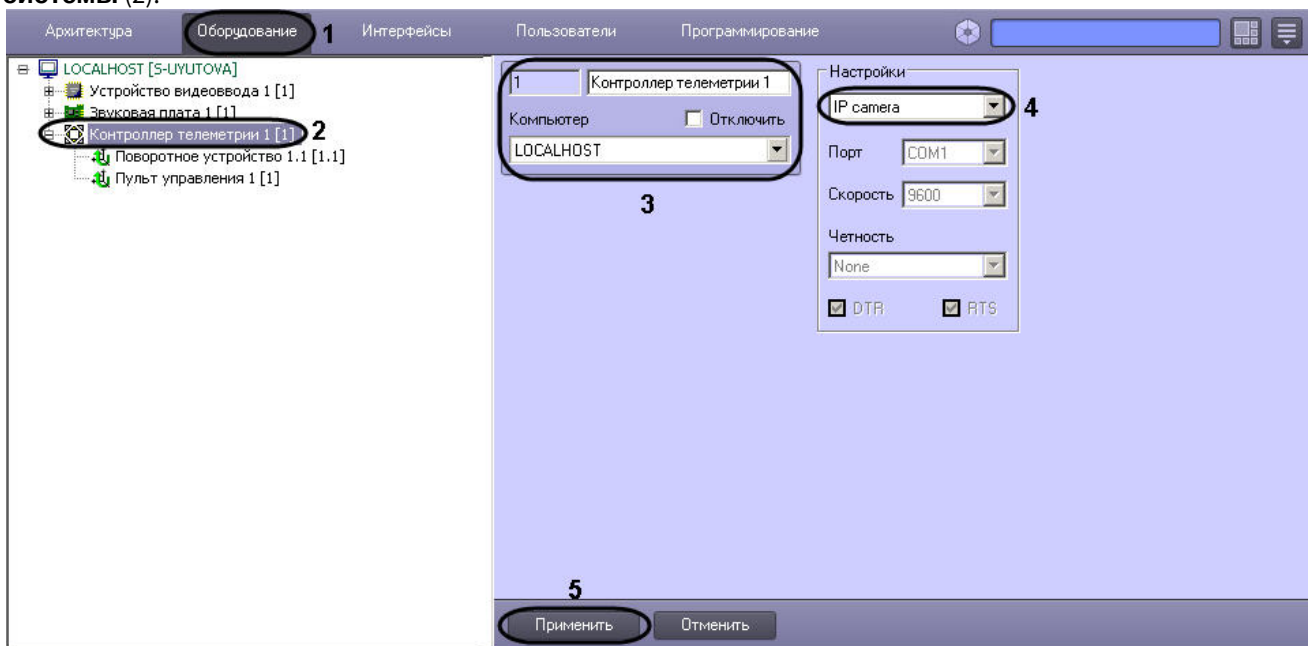 системы (2).
Архитектура Оборудование 1 Интерфейсы Пользователи Программирование
LOCALHOST [S-UYUTOVA]
Устройство видеоввода 1 [1]
Звуковая плата 1 [1]
Контроллер телеметрии 1 [1] 2
Поворотное устройство 1.1 [1.1]
Пульт управления 1 [1]
1 Контроллер телеметрии 1
Компьютер Отключить
LOCALHOST
3
Настройки
IP camera 4
Порт COM1
Скорость 9600
Четность
None
DTR RTS
5
Применить Отменить